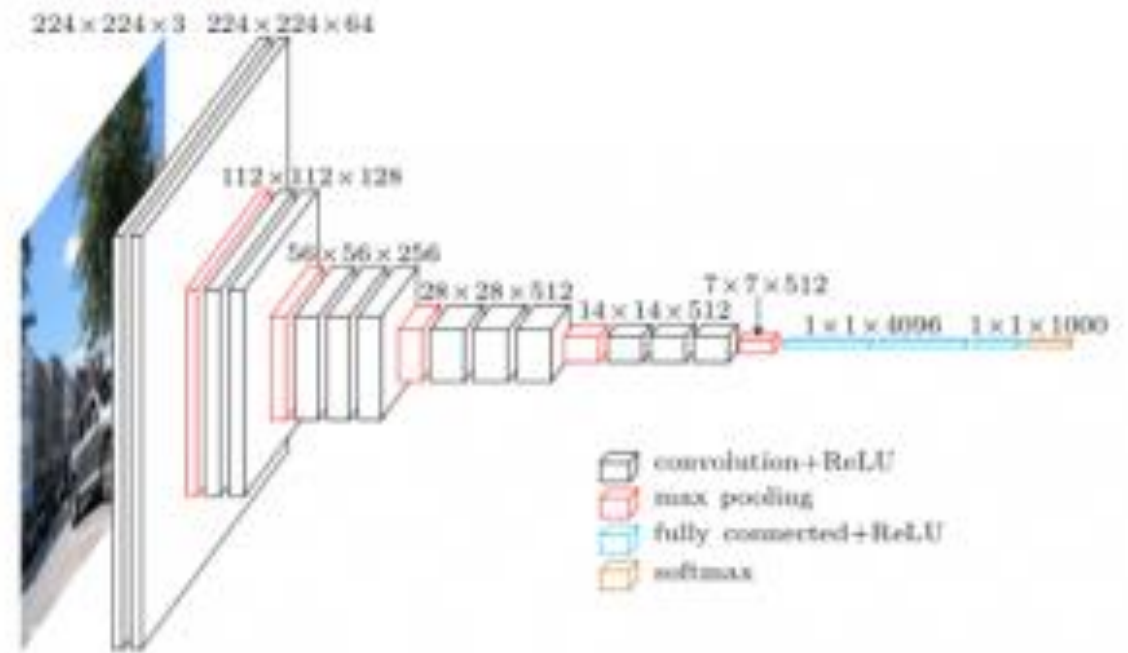 224 × 224 × 3
224 × 224 × 64
112 × 112 × 128
56 × 56 × 256
28 × 28 × 512
14 × 14 × 512
7 × 7 × 512
1 × 1 × 4096
1 × 1 × 1000
convolution+ReLU
max pooling
fully connected+ReLU
softmax